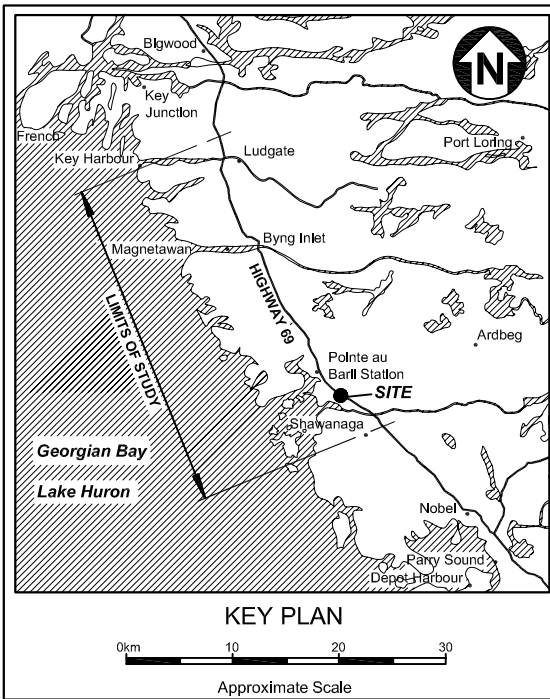 Bigwood
N
Key
Junction
French
Port Loring
Key Harbour
Ludgate
Magnetawan
Byng Inlet
HIGHWAY 69
LIMITS OF STUDY
Ardbeg
Pointe au
Baril Station
SITE
Shawanaga
Georgian Bay
Lake Huron
Nobel
Parry Sound
Depot Harbour
KEY PLAN
0km 10 20 30
Approximate Scale